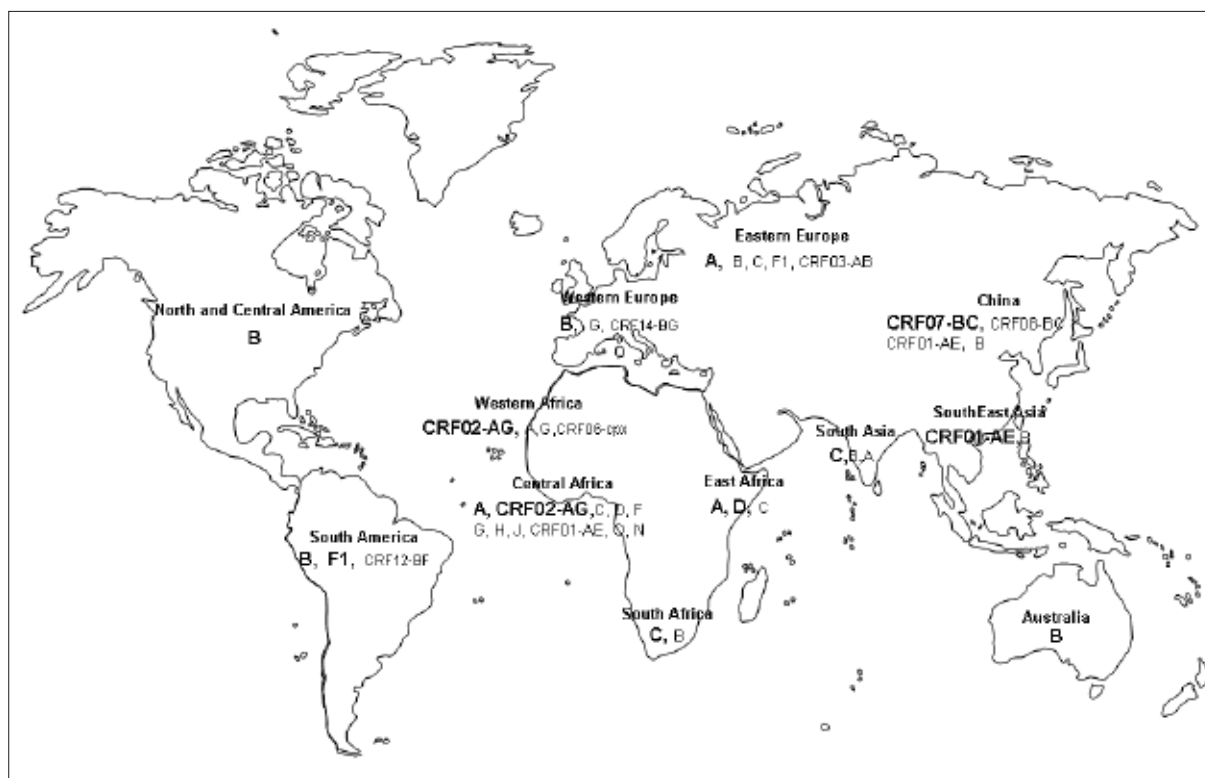 Eastern Europe
A, B, C, F1, CRF03-AB
Western Europe
B, G, CRF14-BG
North and Central America
B
China
CRF07-BC, CRF08-BC
CRF01-AE, B
Western Africa
CRF02-AG, A,G,CRF06-cpx
SouthEast Asia
CRF01-AE,B
South Asia
C,B,A
Central Africa
A, CRF02-AG,C, D, F
G, H, J, CRF01-AE, O, N
East Africa
A, D, C
South America
B, F1, CRF12-BF
South Africa
C, B
Australia
B